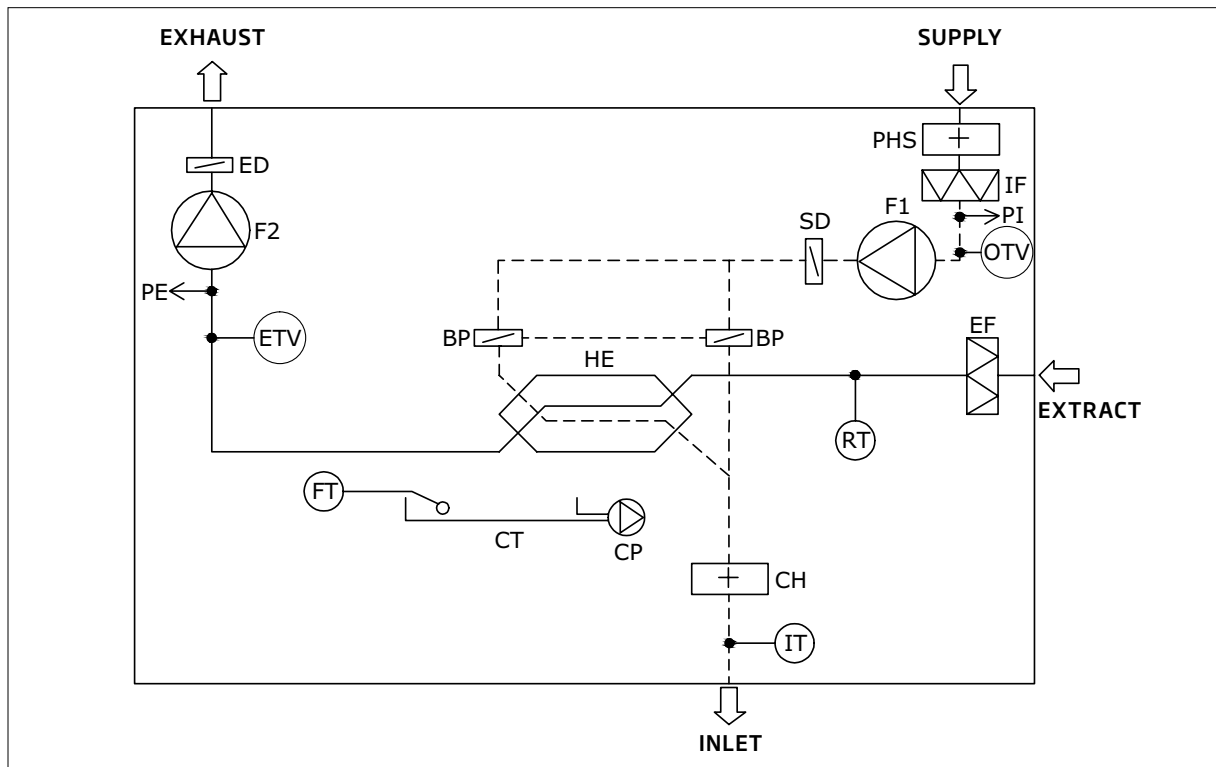 EXHAUST
SUPPLY
PHS
ED
IF
F1
PI
F2
SD
OTV
PE
ETV
BP
BP
EF
HE
EXTRACT
RT
FT
CT
CP
CH
IT
INLET